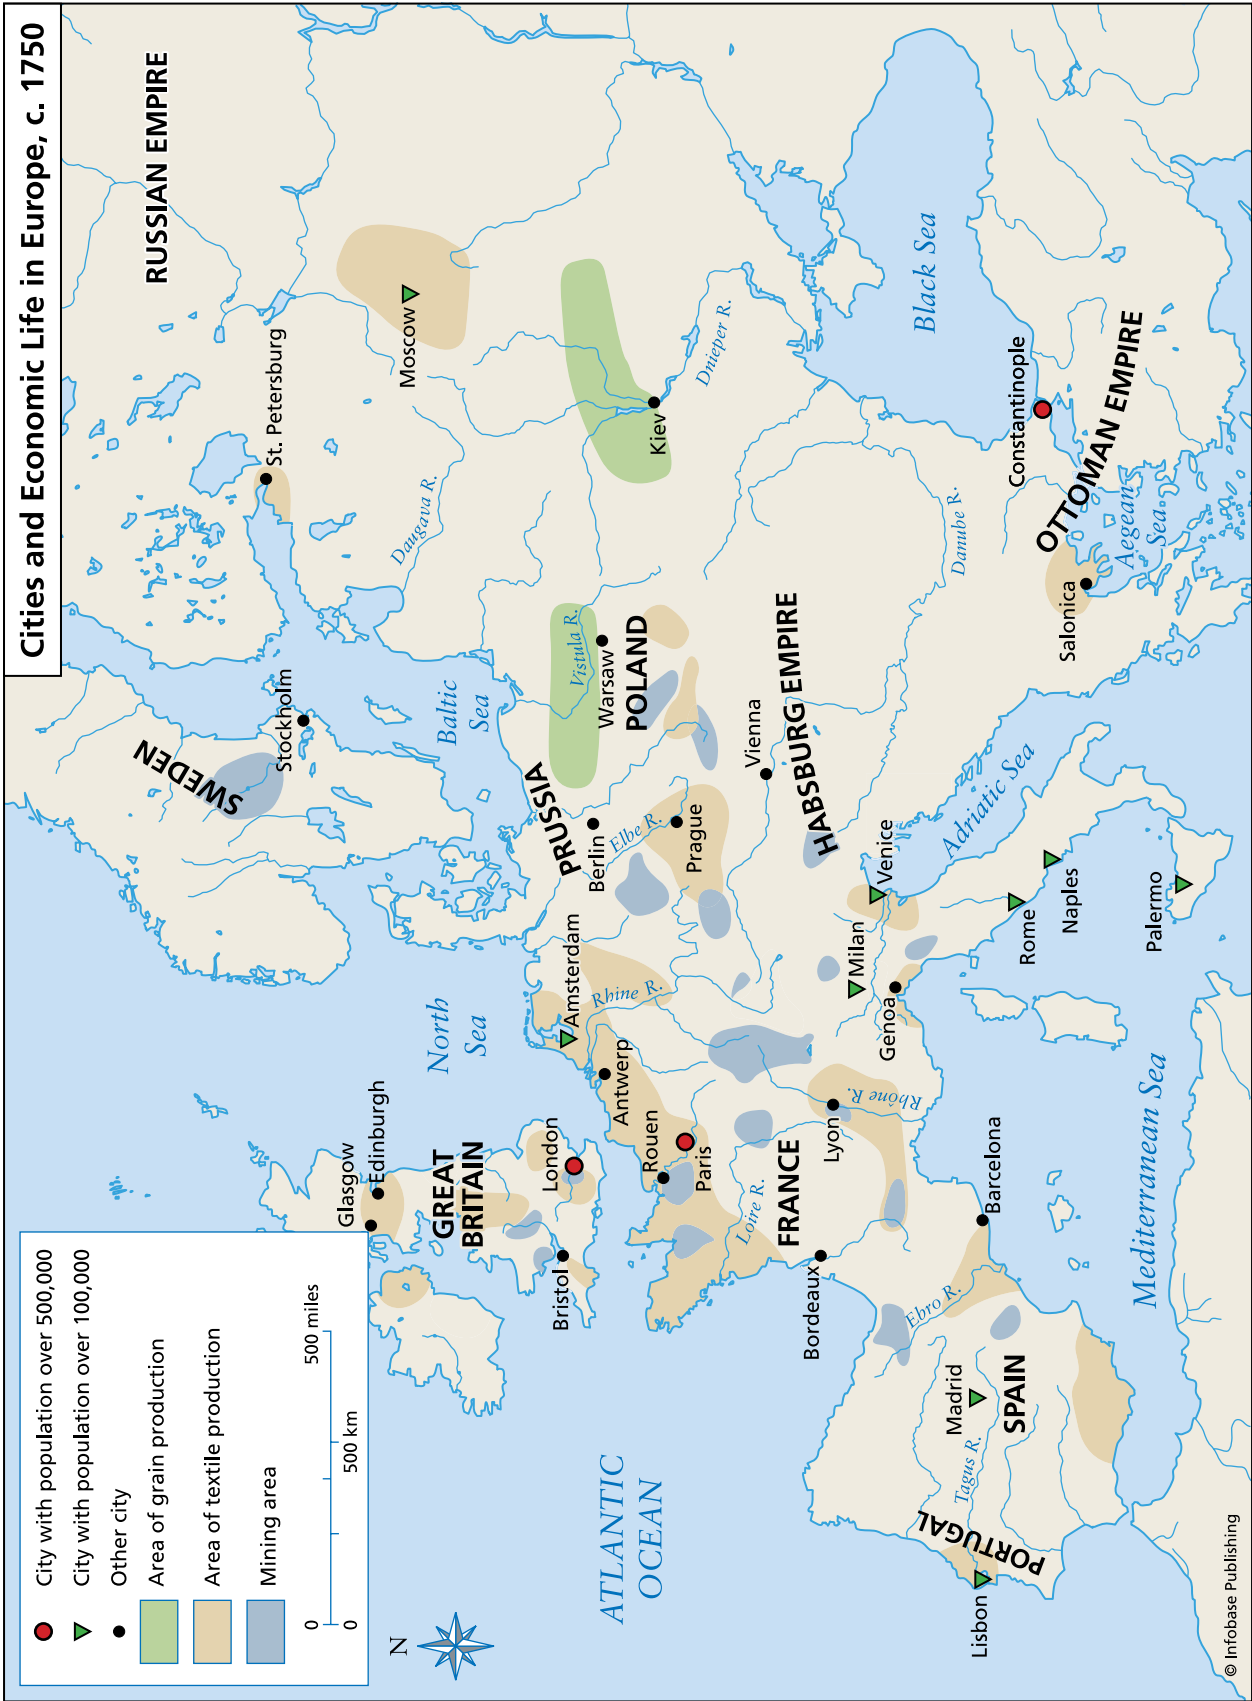 Cities and Economic Life in Europe, c. 1750
City with population over 500,000
City with population over 100,000
Other city
Area of grain production
Area of textile production
Mining area
0
500 miles
0
500 km
N
RUSSIAN EMPIRE
SWEDEN
Stockholm
St. Petersburg
Moscow
Glasgow
Edinburgh
GREAT
BRITAIN
North
Sea
Baltic
Sea
Daugava R.
Bristol
London
Amsterdam
Antwerp
Rhine R.
PRUSSIA
Berlin
Elbe R.
Vistula R.
Warsaw
POLAND
Kiev
Dnieper R.
ATLANTIC
OCEAN
Rouen
Paris
Prague
Loire R.
FRANCE
Vienna
HABSBURG EMPIRE
Bordeaux
Lyon
Rhône R.
Milan
Venice
Genoa
Danube R.
Black Sea
Adriatic Sea
Ebro R.
Barcelona
Madrid
SPAIN
Tagus R.
PORTUGAL
Lisbon
Rome
Naples
Palermo
Mediterranean Sea
Salonica
Constantinople
OTTOMAN EMPIRE
Aegean
Sea
© Infobase Publishing